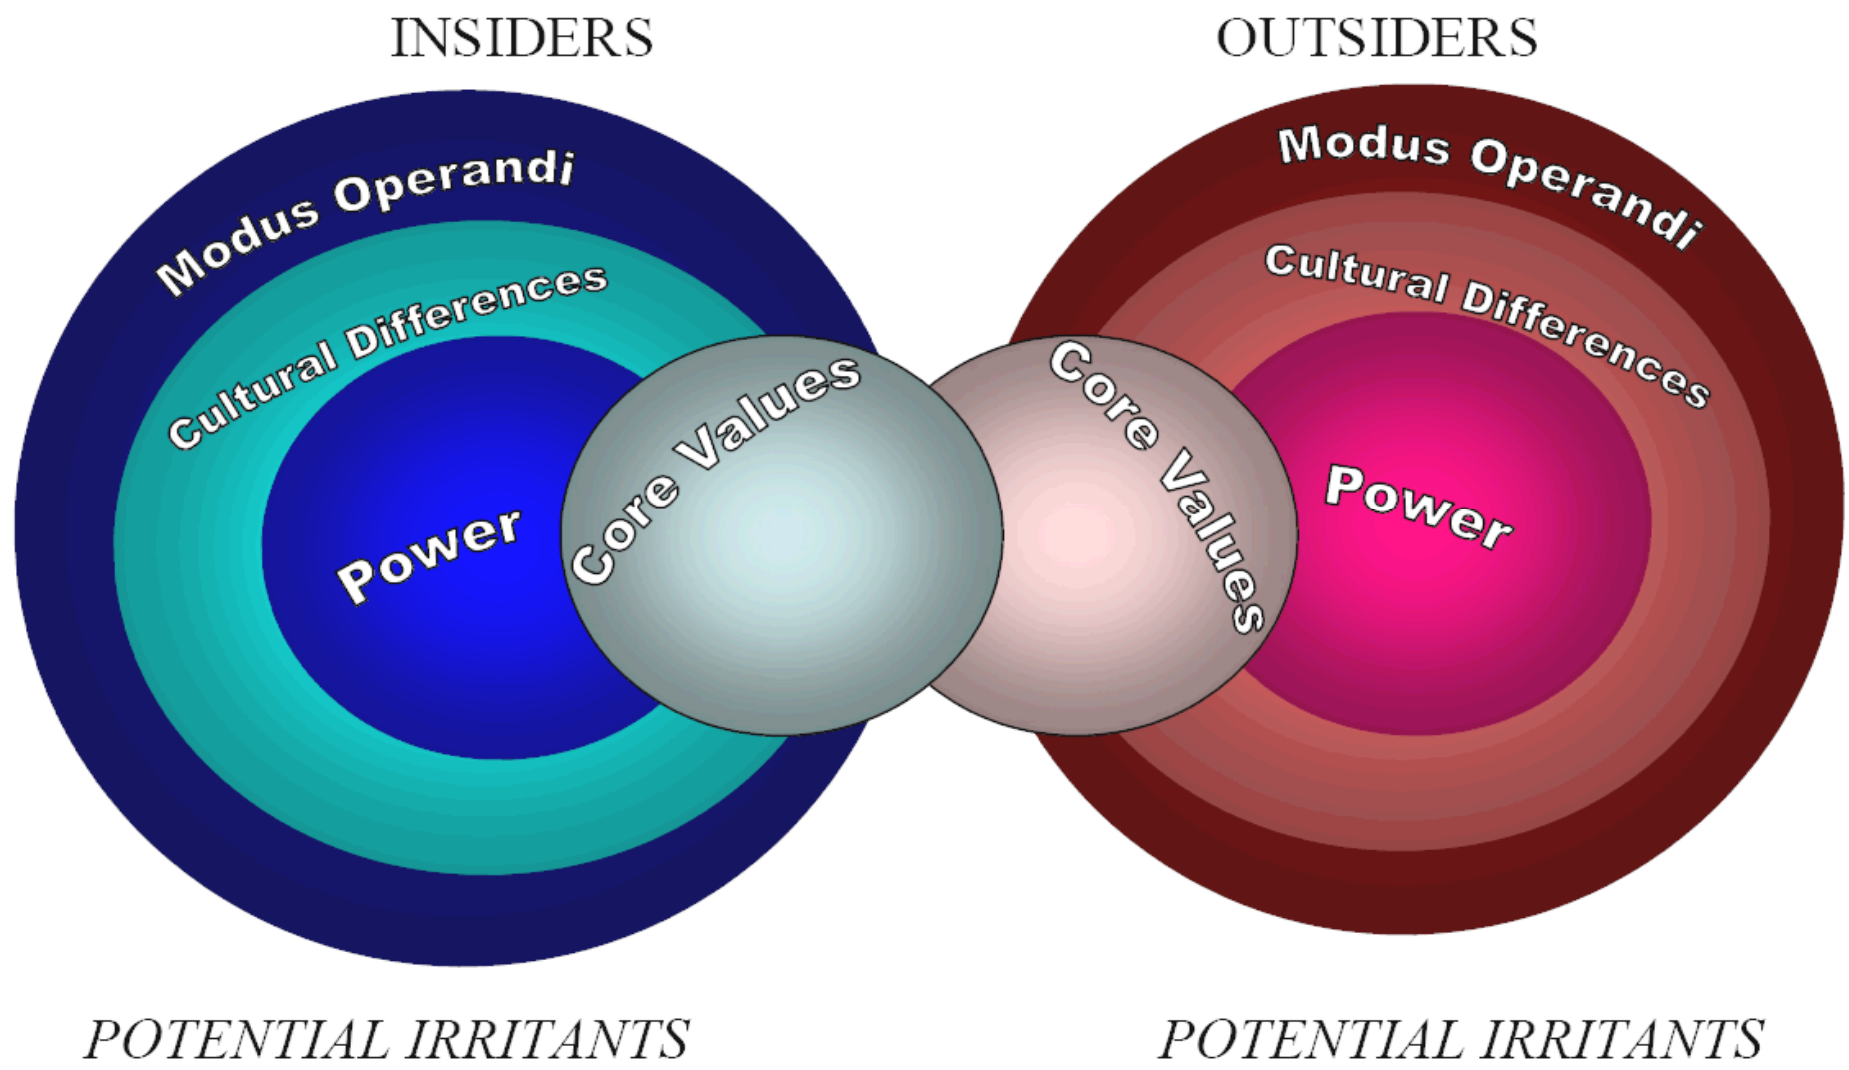 INSIDERS
OUTSIDERS
Modus Operandi
Cultural Differences
Power
Core Values
Modus Operandi
Cultural Differences
Power
Core Values
POTENTIAL IRRITANTS
POTENTIAL IRRITANTS